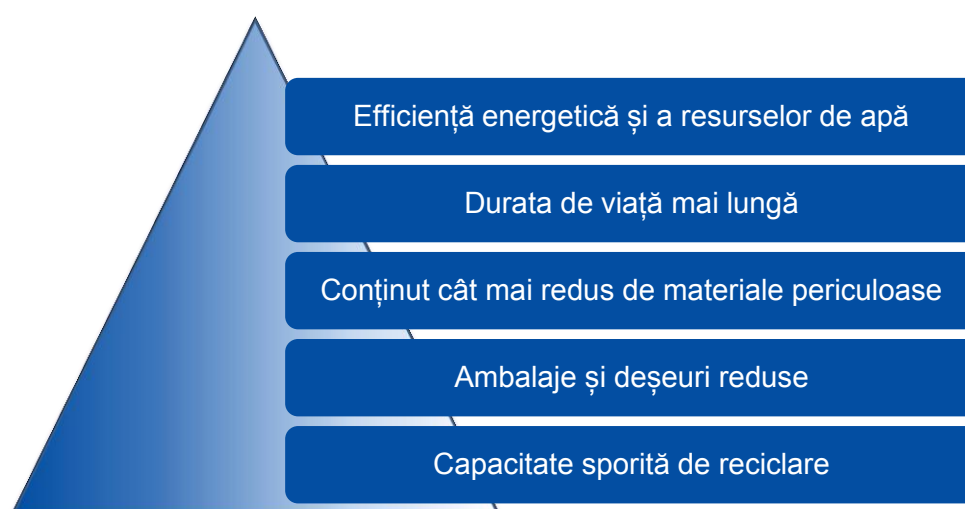 Efficiență energetică și a resurselor de apă
Durata de viață mai lungă
Conținut cât mai redus de materiale periculoase
Ambalaje și deșeuri reduse
Capacitate sporită de reciclare